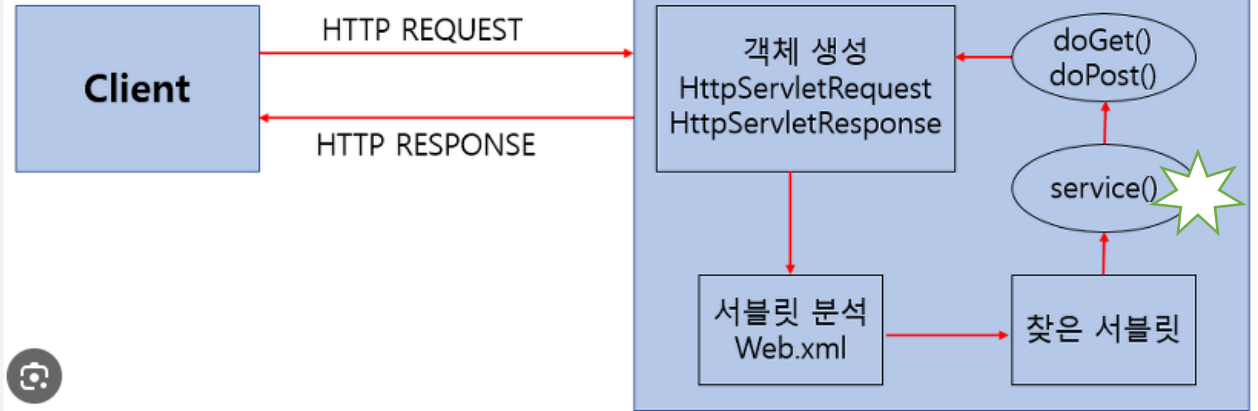 Client
HTTP REQUEST
HTTP RESPONSE
객체 생성
HttpServletRequest
HttpServletResponse
doGet()
doPost()
service()
서블릿 분석
Web.xml
찾은 서블릿